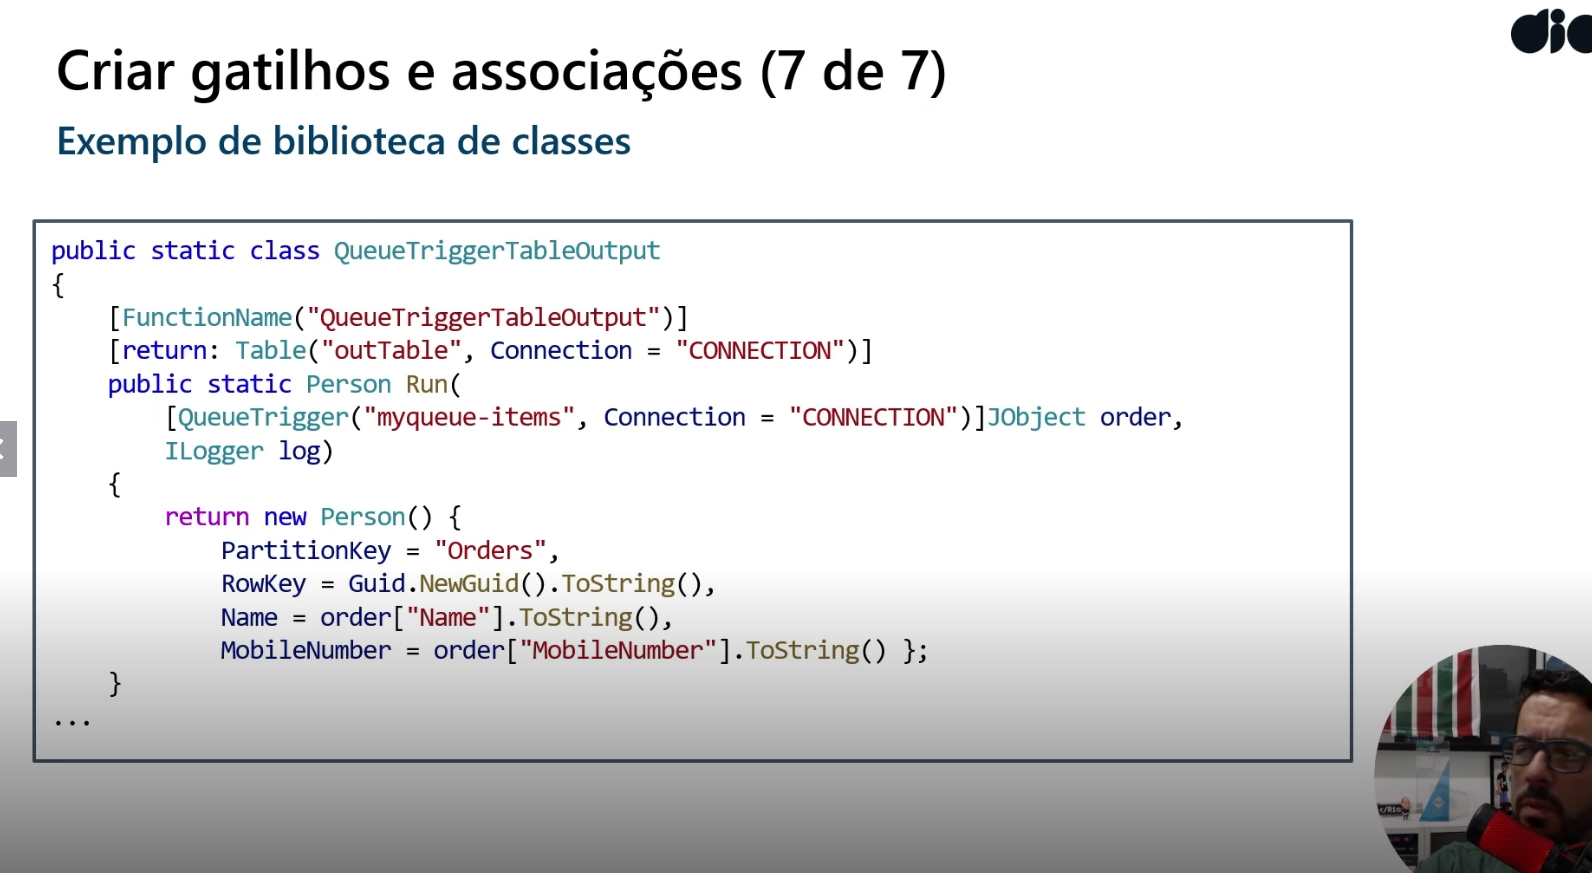 dio
Criar gatilhos e associações (7 de 7)
Exemplo de biblioteca de classes
public static class QueueTriggerTableOutput
{
    [FunctionName("QueueTriggerTableOutput")]
    [return: Table("outTable", Connection = "CONNECTION")]
    public static Person Run(
        [QueueTrigger("myqueue-items", Connection = "CONNECTION")]JObject order,
        ILogger log)
    {
        return new Person() {
            PartitionKey = "Orders",
            RowKey = Guid.NewGuid().ToString(),
            Name = order["Name"].ToString(),
            MobileNumber = order["MobileNumber"].ToString() };
    }
...